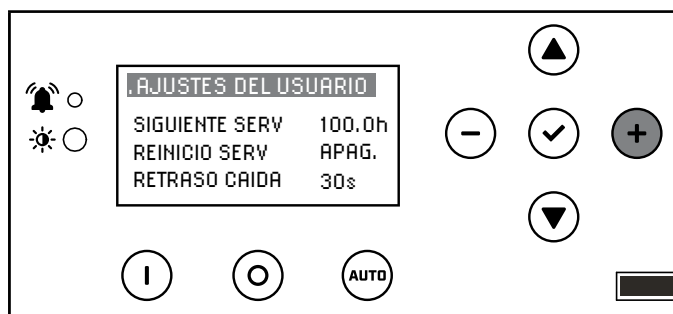 .AJUSTES DEL USUARIO
SIGUIENTE SERV 100.0h
REINICIO SERV APAG.
RETRASO CAIDA 30s
AUTO